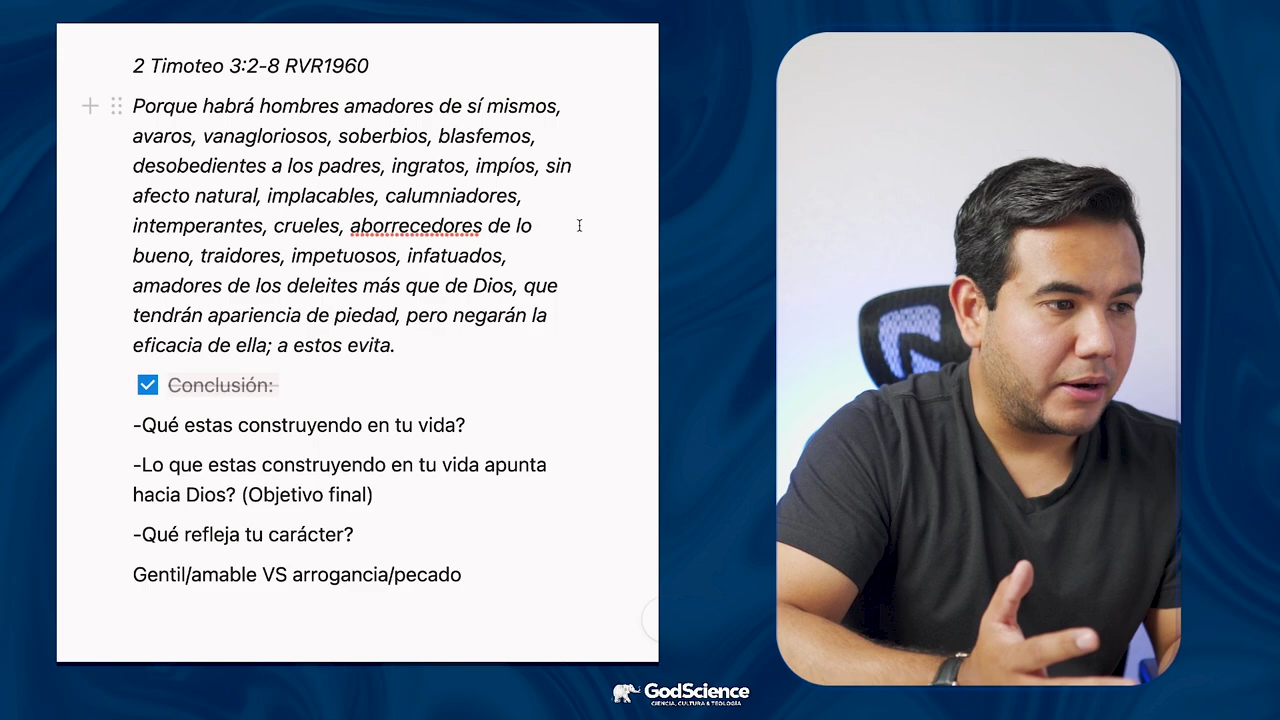 2 Timoteo 3:2-8 RVR1960
Porque habrá hombres amadores de sí mismos,
avaros, vanagloriosos, soberbios, blasfemos,
desobedientes a los padres, ingratos, impíos, sin
afecto natural, implacables, calumniadores,
intemperantes, crueles, aborrecedores de lo
bueno, traidores, impetuosos, infatuados,
amadores de los deleites más que de Dios, que
tendrán apariencia de piedad, pero negarán la
eficacia de ella; a estos evita.
Conclusión:
-Qué estas construyendo en tu vida?
-Lo que estas construyendo en tu vida apunta
hacia Dios? (Objetivo final)
-Qué refleja tu carácter?
Gentil/amable VS arrogancia/pecado
GodScience
CIENCIA, CULTURA & TEOLOGÍA